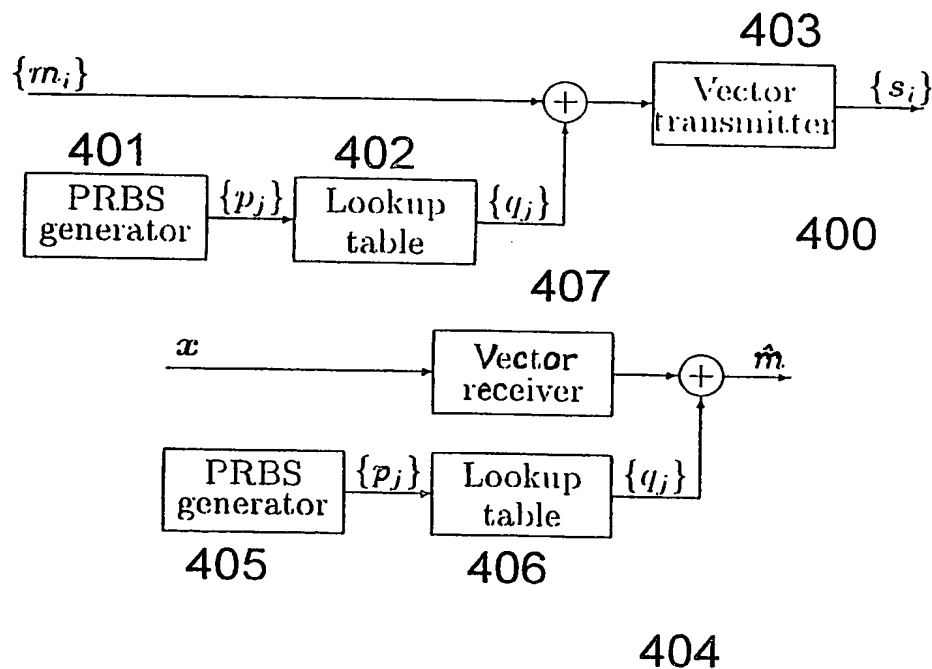 403
{m_i}
+
Vector
transmitter
{s_i}
401
402
PRBS
generator
{p_j}
Lookup
table
{q_j}
400
407
x
Vector
receiver
+
m̂
PRBS
generator
{p_j}
Lookup
table
{q_j}
405
406
404